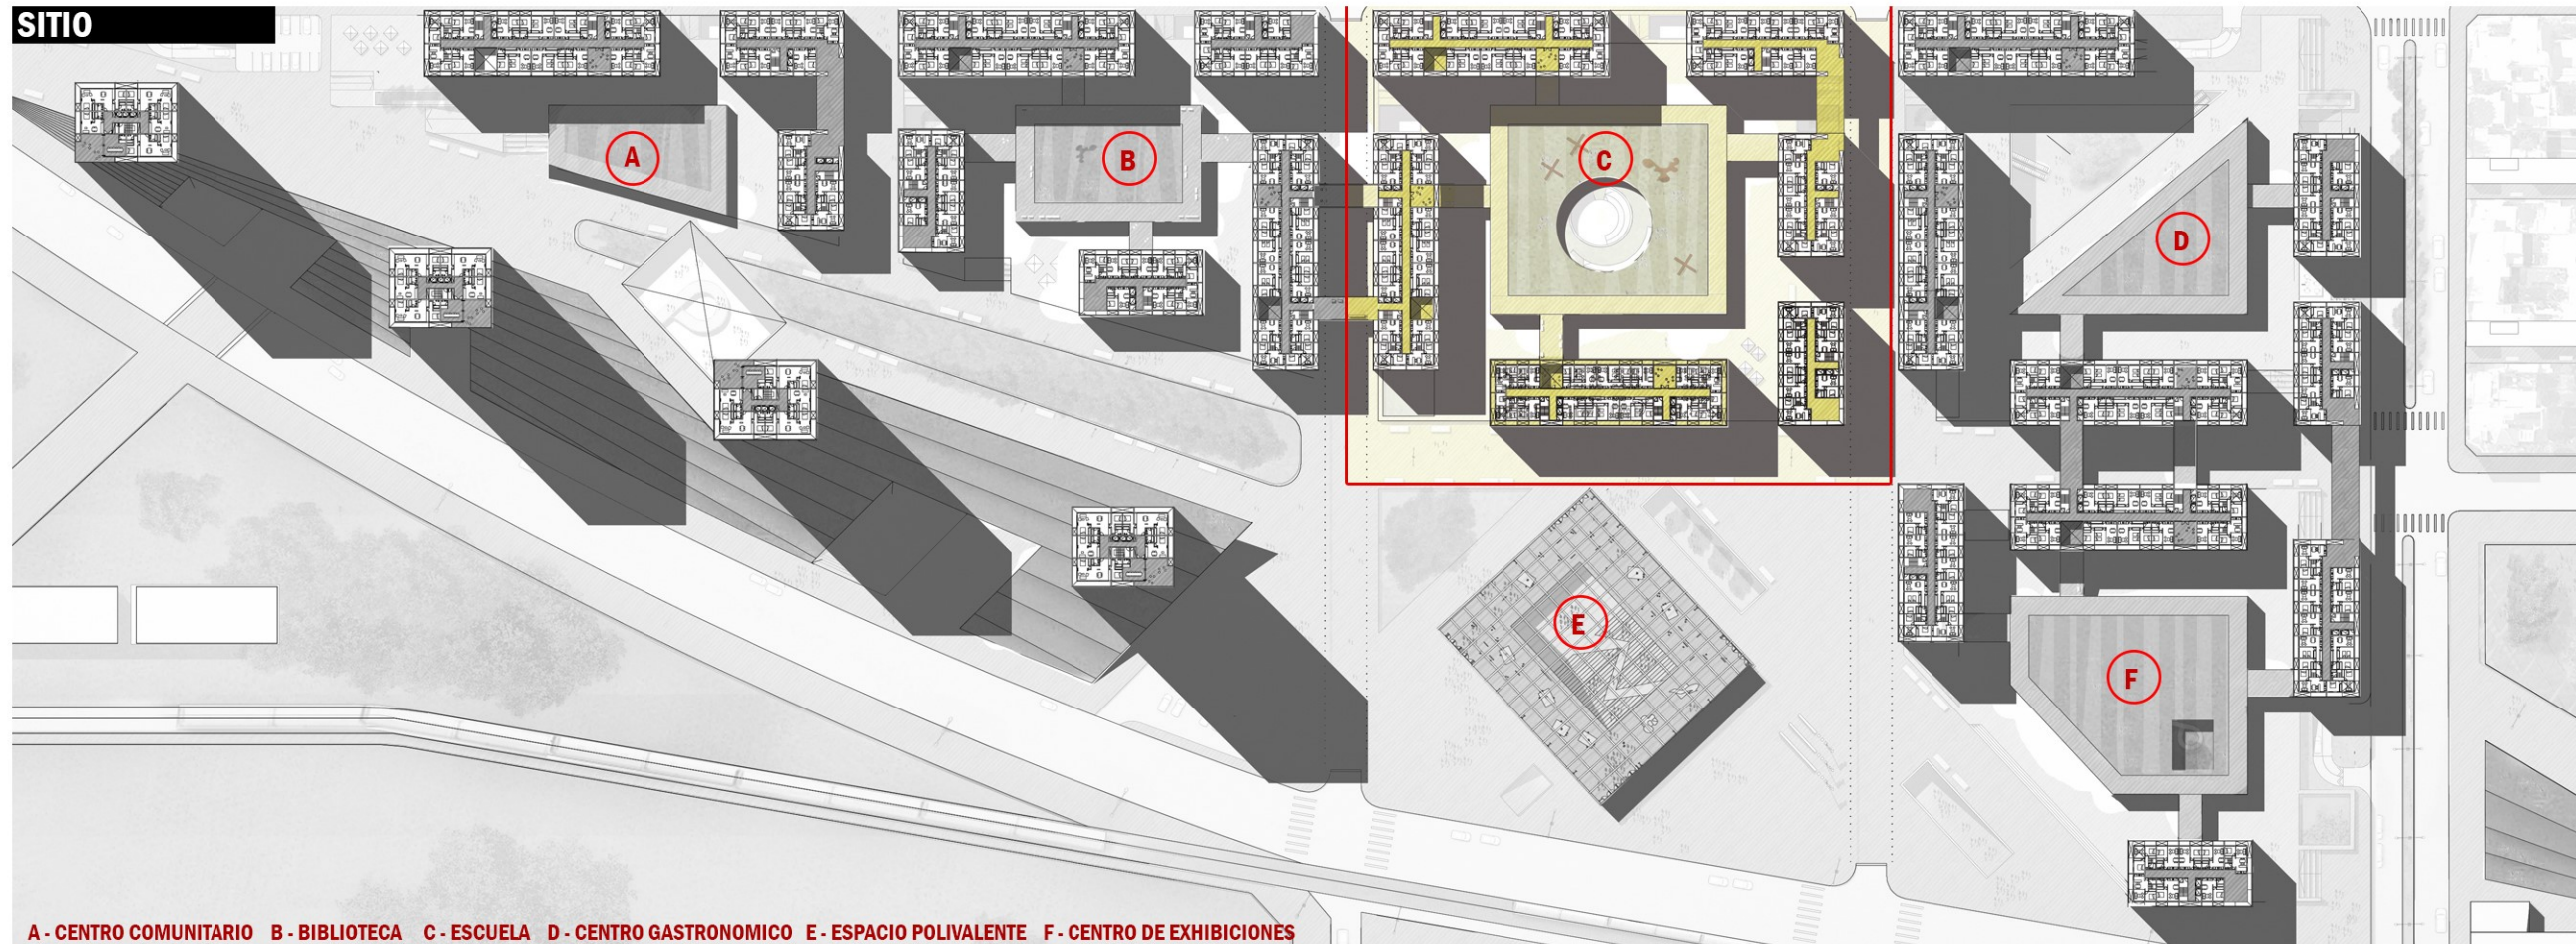 SITIO
A
B
C
D
E
F
A - CENTRO COMUNITARIO B - BIBLIOTECA C - ESCUELA D - CENTRO GASTRONOMICO E - ESPACIO POLIVALENTE F - CENTRO DE EXHIBICIONES